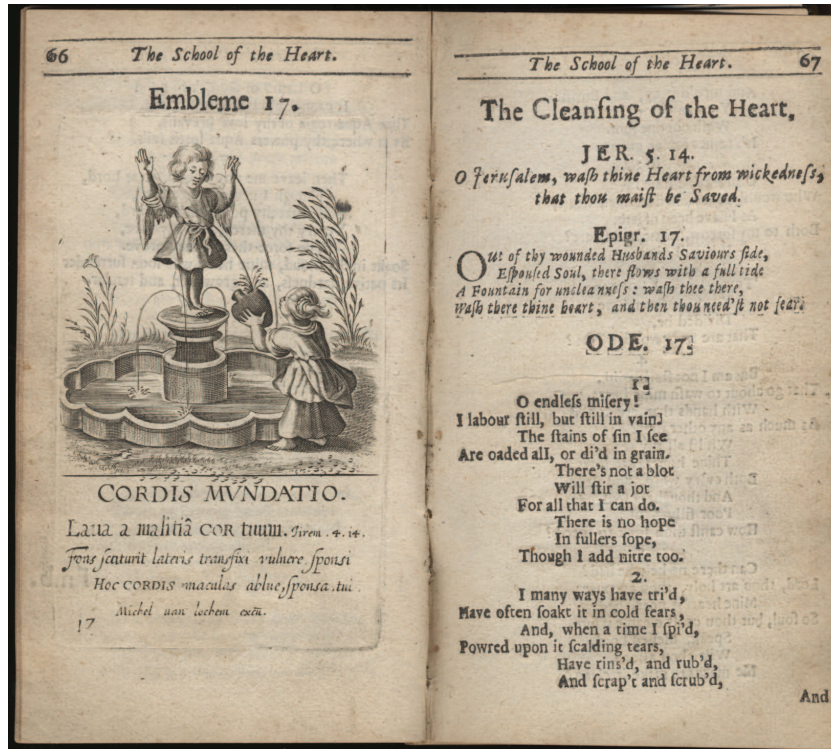 66 The School of the Heart.
Embleme 17.
CORDIS MVNDATIO.
Laua a malitiâ COR tuum. Jirem . 4. 14.
Fons scaturit lateris transfixi vulnere, sponsi
Hoc CORDIS maculas ablue, sponsa . tui .
Michel van lochem excũ.
17
The School of the Heart. 67
The Cleanſing of the Heart.
JER. 5. 14.
O Jeruſalem, waſh thine Heart from wickedneſs,
that thou maiſt be Saved.
Epigr. 17.
OUt of thy wounded Husbands Saviours ſide,
Eſpouſed Soul, there flows with a full tide
A Fountain for uncleanneſs : waſh thee there,
Waſh there thine heart, and then thou need'ſt not fear.
ODE. 17.
1.
O endleſs miſery!
I labour ſtill, but ſtill in vain.
The ſtains of ſin I ſee
Are oaded all, or di'd in grain.
There's not a blot
Will ſtir a jot
For all that I can do.
There is no hope
In fullers ſope,
Though I add nitre too.
2.
I many ways have tri'd,
Have often ſoakt it in cold fears,
And, when a time I ſpi'd,
Powred upon it ſcalding tears,
Have rins'd, and rub'd,
And ſcrap't and ſcrub'd,
And